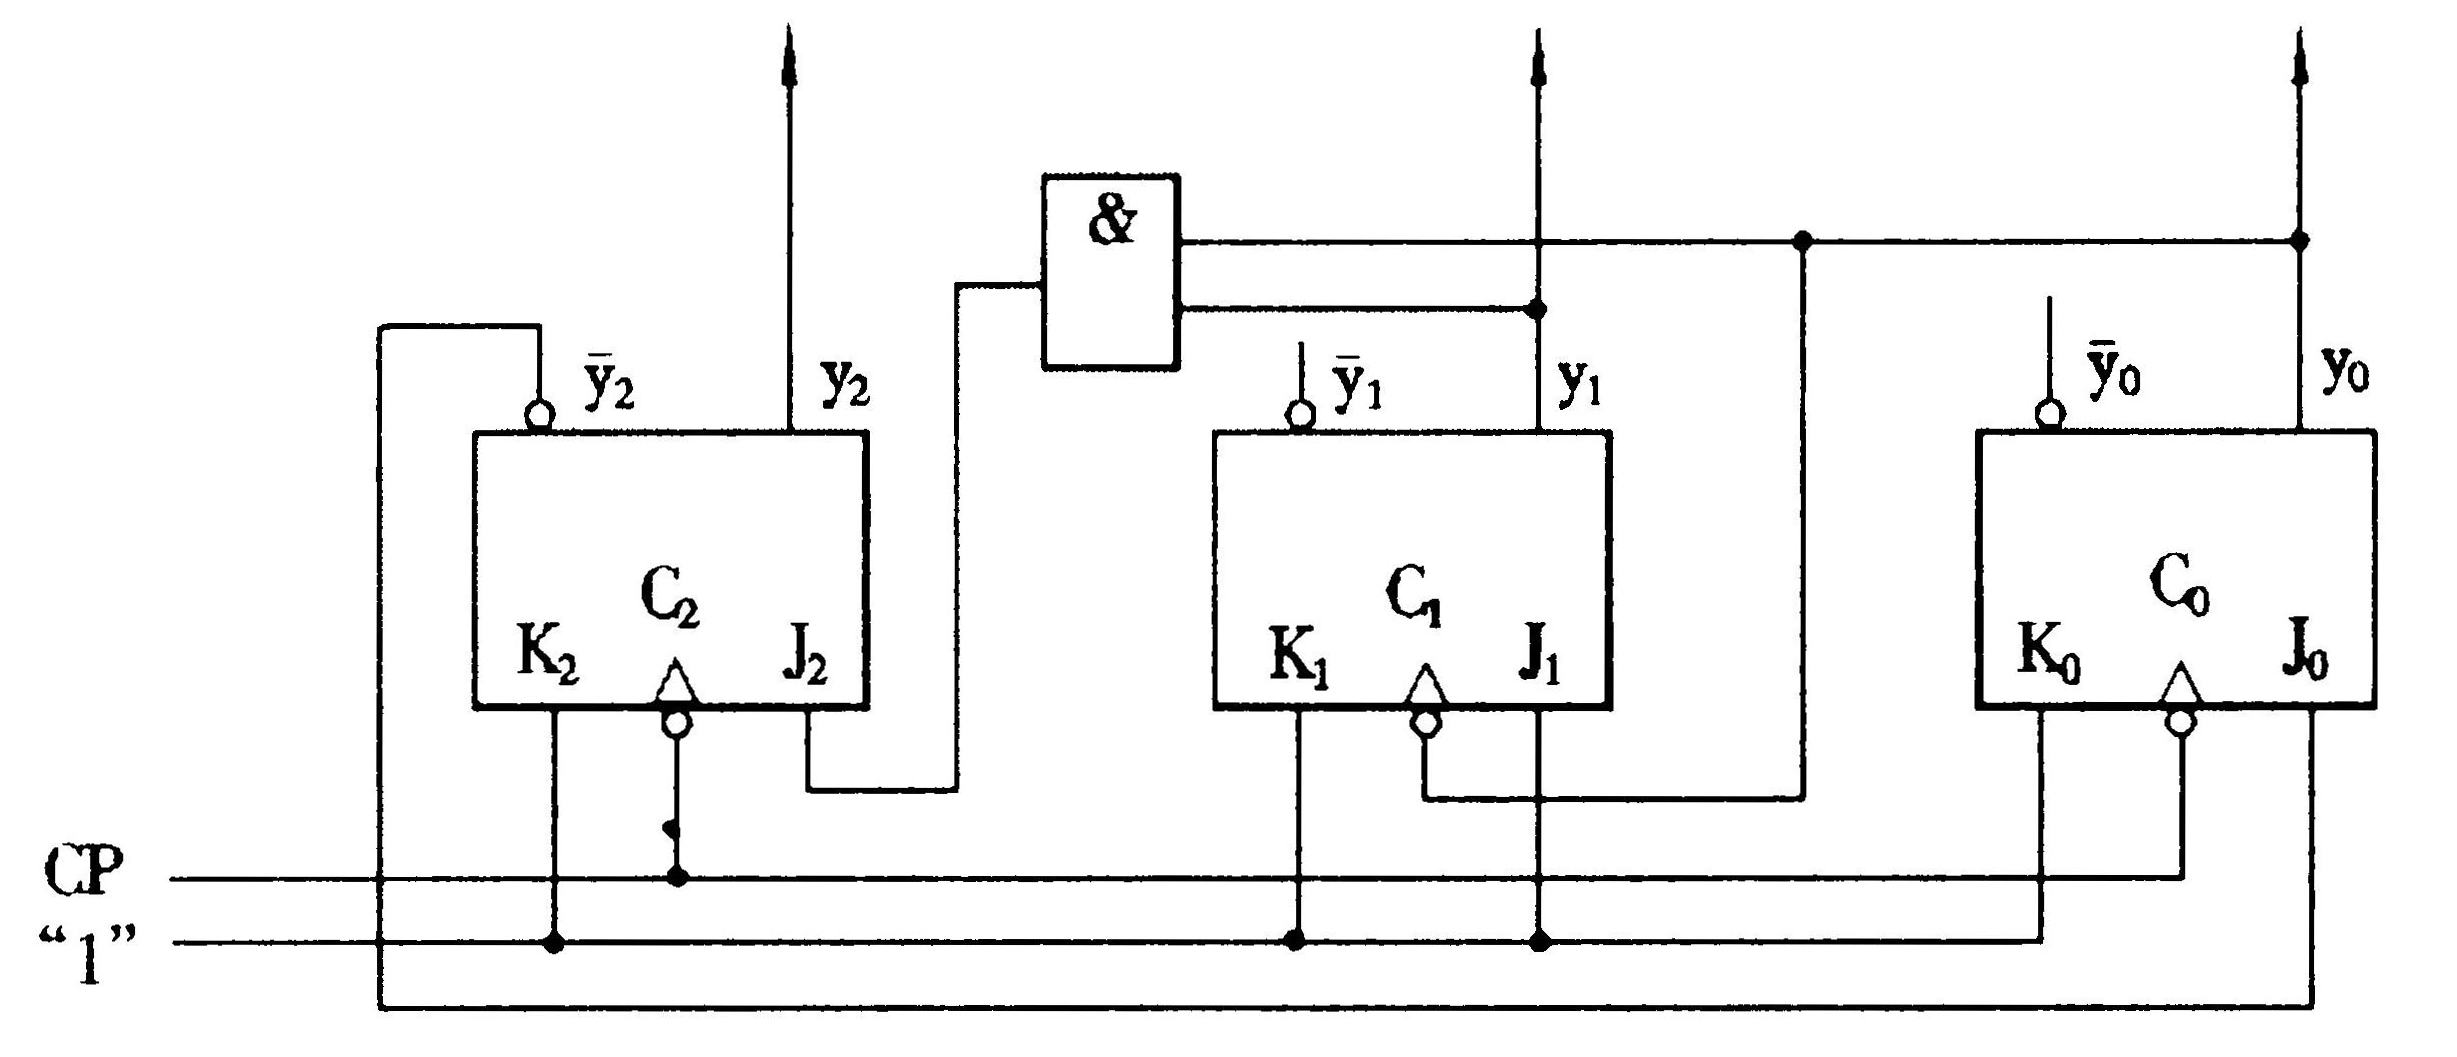 &
ȳ₂ y₂ ȳ₁ y₁ ȳ₀ y₀
C₂ C₁ C₀
K₂ J₂ K₁ J₁ K₀ J₀
CP
“1”